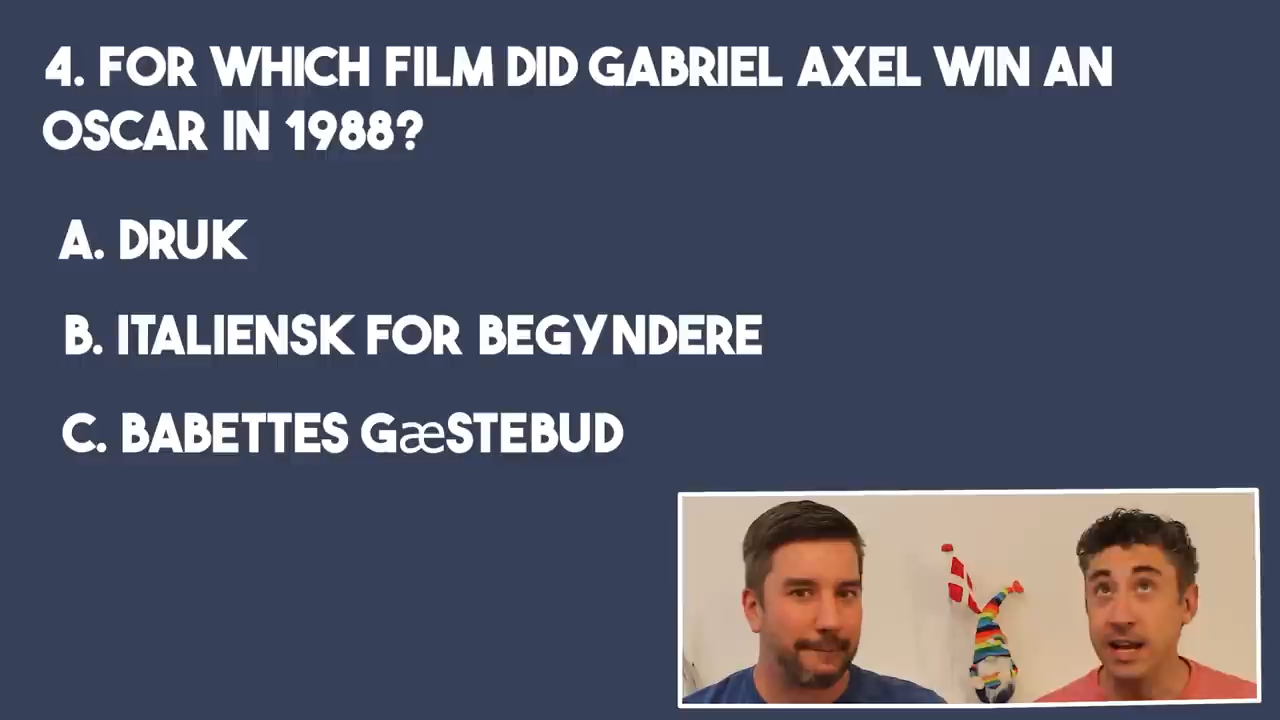 4. FOR WHICH FILM DID GABRIEL AXEL WIN AN
OSCAR IN 1988?
A. DRUK
B. ITALIENSK FOR BEGYNDERE
C. BABETTES GæSTEBUD